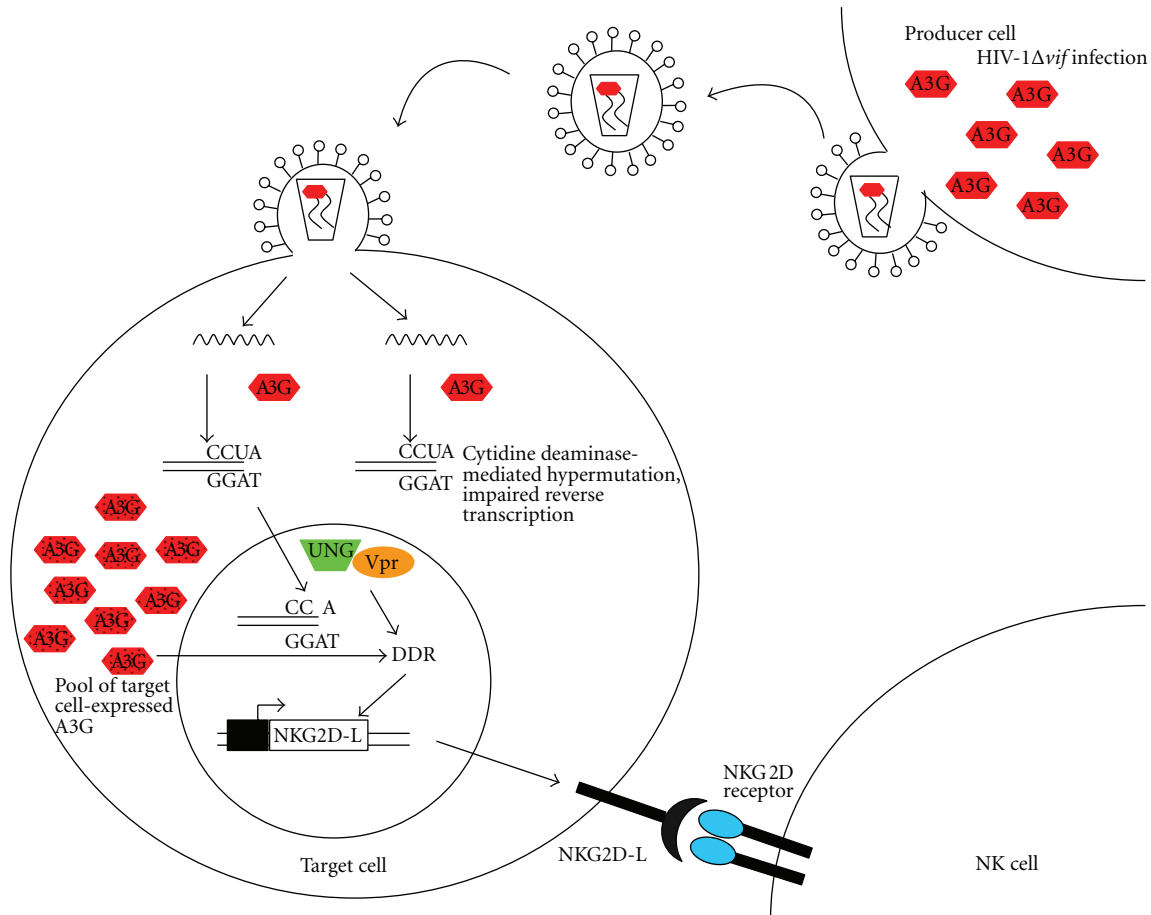 Producer cell
HIV-1Δvif infection
A3G
A3G
A3G
A3G
A3G
A3G
A3G
A3G
CCUA
GGAT
CCUA
GGAT
Cytidine deaminase-
mediated hypermutation,
impaired reverse
transcription
A3G
A3G
A3G
A3G
A3G
A3G
A3G
A3G
A3G
Pool of target
cell-expressed
A3G
UNG
Vpr
CC A
GGAT
DDR
NKG2D-L
Target cell
NKG2D
receptor
NKG2D-L
NK cell